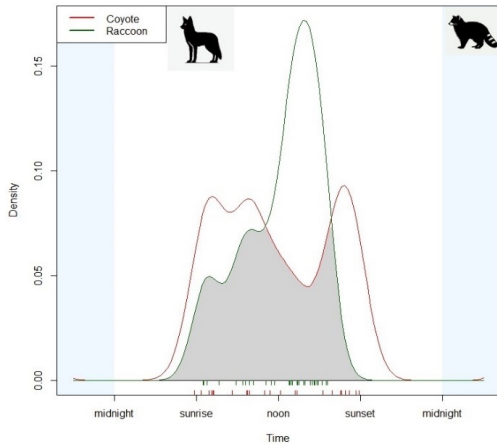 Coyote
Raccoon
0.15
0.10
0.05
0.00
Density
midnight sunrise noon sunset midnight
Time